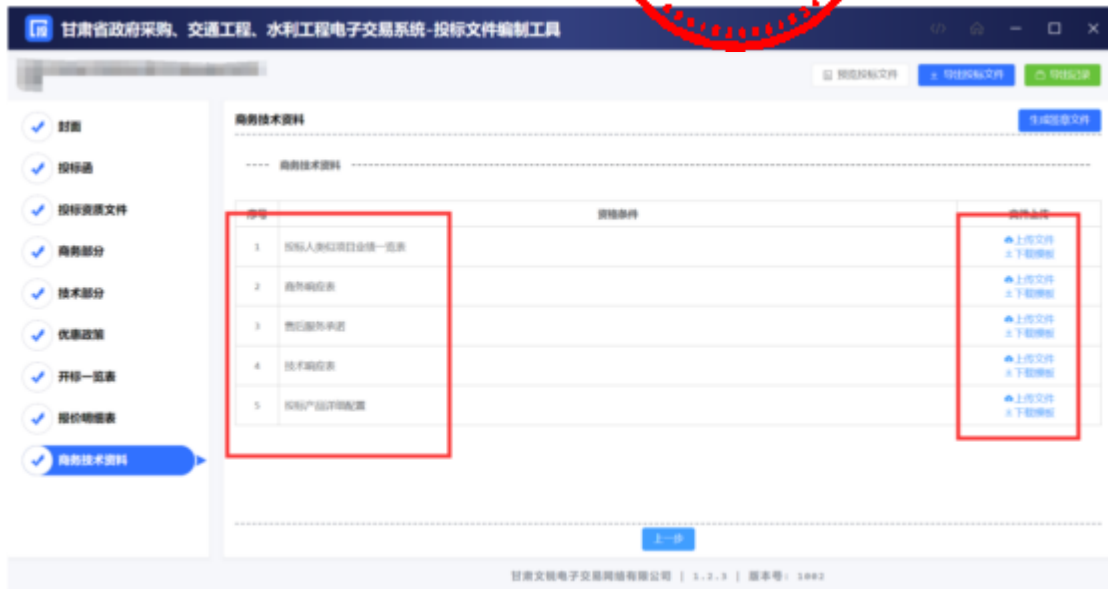 甘肃省政府采购、交通工程、水利工程电子交易系统-投标文件编制工具
预览投标文件
导出投标文件
导出记录
封面
投标函
投标资质文件
商务部分
技术部分
优惠政策
开标一览表
报价明细表
商务技术资料
商务技术资料
生成签章文件
商务技术资料
序号 资格条件 文件上传
1 投标人类似项目业绩一览表 上传文件
下载模板
2 商务响应表 上传文件
下载模板
3 售后服务承诺 上传文件
下载模板
4 技术响应表 上传文件
下载模板
5 投标产品详细配置 上传文件
下载模板
上一步
甘肃文锐电子交易网络有限公司 | 1.2.3 | 版本号: 1002